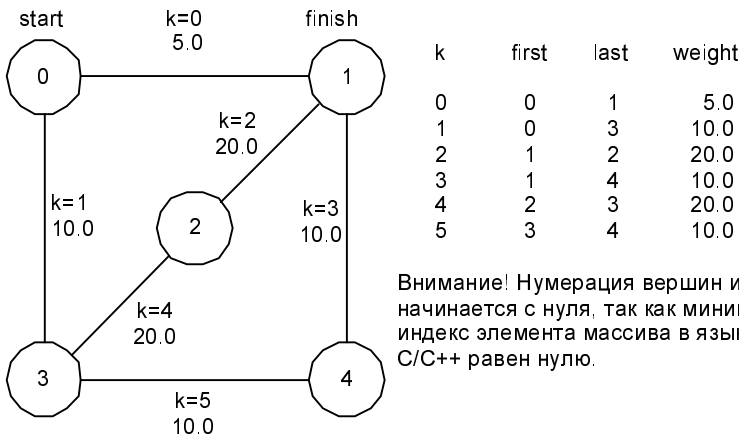 start
k=0
finish
5.0
0
1
k=2
20.0
k=1
10.0
2
k=3
10.0
k=4
20.0
3
4
k=5
10.0
k first last weight
0 0 1 5.0
1 0 3 10.0
2 1 2 20.0
3 1 4 10.0
4 2 3 20.0
5 3 4 10.0
Внимание! Нумерация вершин
начинается с нуля, так как
индекс элемента массива в
C/C++ равен нулю.